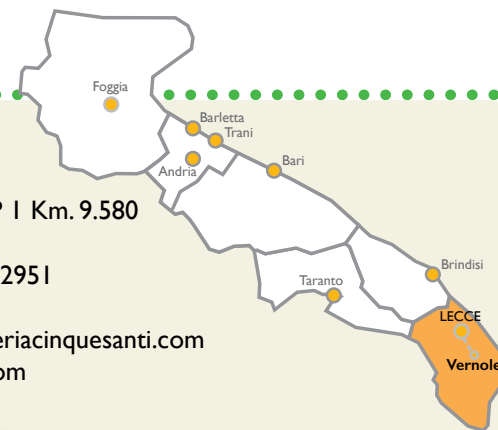 Foggia
Barletta
Trani
Andria
Bari
1 Km. 9.580
2951
Brindisi
Taranto
LECCE
eriacinquesanti.com
Vernole
om